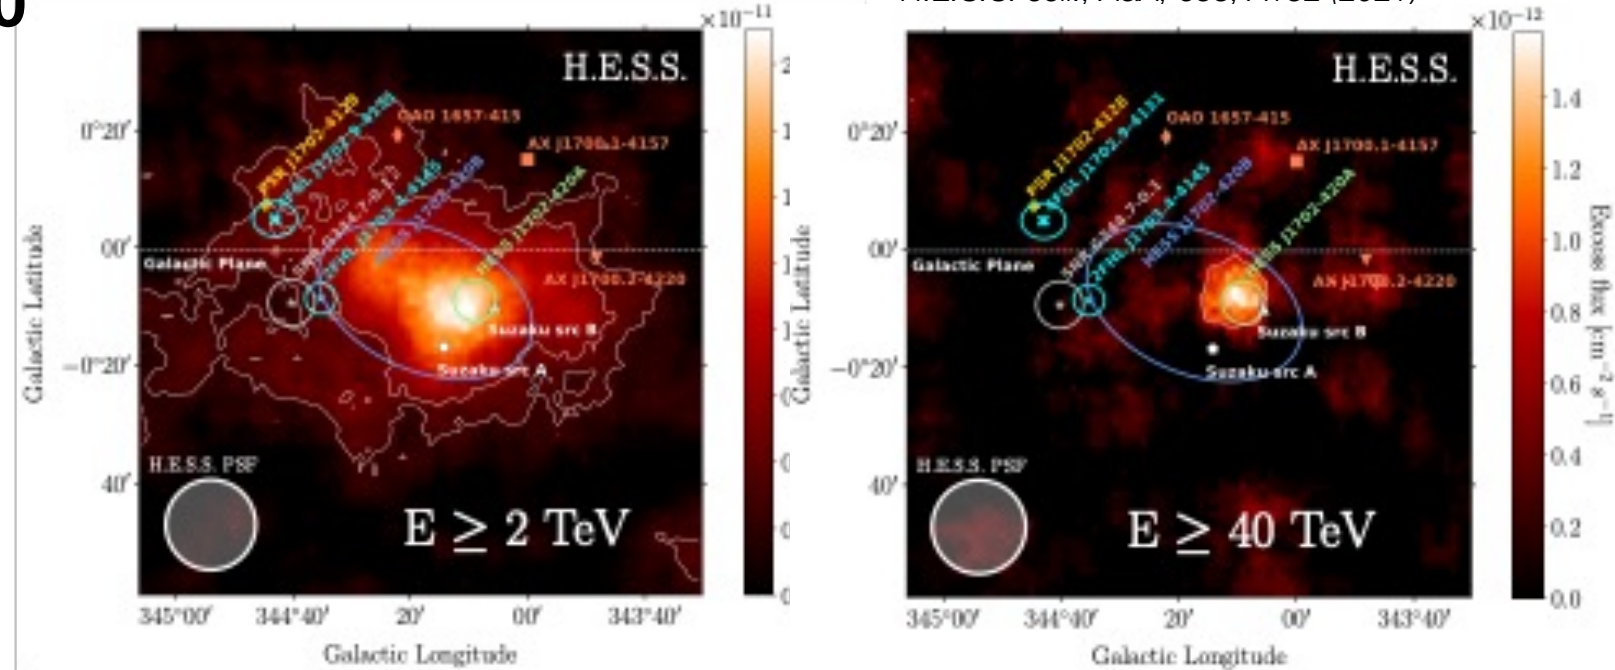 H.E.S.S.
×10⁻¹¹
0°20′
00′
−0°20′
40′
Galactic Latitude
OAO 1657-415
AX J1700.1-4157
HESS J1702-420B
HESS J1702-420A
Galactic Plane
AX J1700.2-4220
Suzaku src B
Suzaku src A
H.E.S.S. PSF
E ≥ 2 TeV
345°00′ 344°40′ 20′ 00′ 343°40′
Galactic Longitude
×10⁻¹²
H.E.S.S.
0°20′
00′
−0°20′
40′
Galactic Latitude
PSR J1702-4128
OAO 1657-415
AX J1700.1-4157
HESS J1702-420B
HESS J1702-420A
Galactic Plane
AX J1700.2-4220
Suzaku src B
Suzaku src A
H.E.S.S. PSF
E ≥ 40 TeV
345°00′ 344°40′ 20′ 00′ 343°40′
Galactic Longitude
1.4
1.2
1.0
0.8
0.6
0.4
0.2
0.0
Excess flux [cm⁻² s⁻¹]